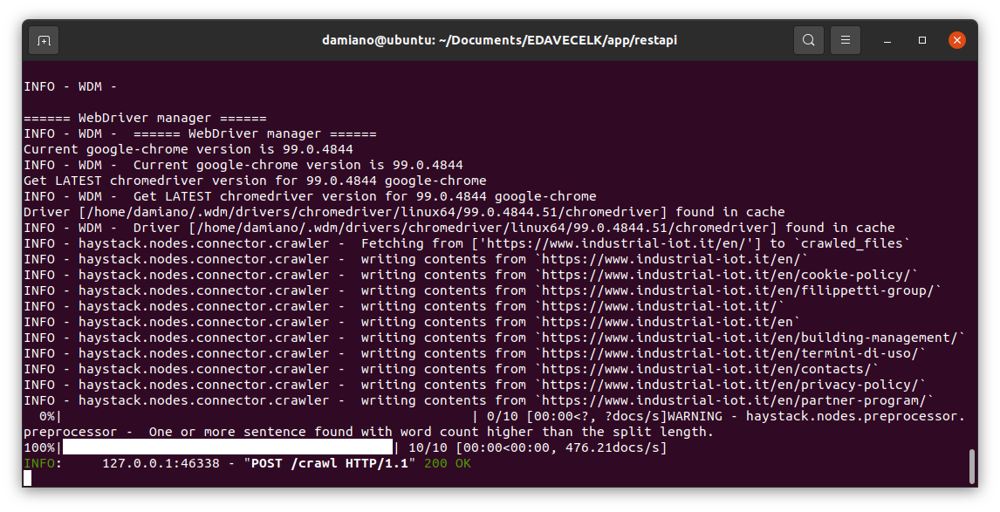 damiano@ubuntu: ~/Documents/EDAVECELK/app/restapi
INFO - WDM -
====== WebDriver manager ======
INFO - WDM -  ====== WebDriver manager ======
Current google-chrome version is 99.0.4844
INFO - WDM -  Current google-chrome version is 99.0.4844
Get LATEST chromedriver version for 99.0.4844 google-chrome
INFO - WDM -  Get LATEST chromedriver version for 99.0.4844 google-chrome
Driver [/home/damiano/.wdm/drivers/chromedriver/linux64/99.0.4844.51/chromedriver] found in cache
INFO - WDM -  Driver [/home/damiano/.wdm/drivers/chromedriver/linux64/99.0.4844.51/chromedriver] found in cache
INFO - haystack.nodes.connector.crawler -  Fetching from ['https://www.industrial-iot.it/en/'] to `crawled_files`
INFO - haystack.nodes.connector.crawler -  writing contents from `https://www.industrial-iot.it/en/`
INFO - haystack.nodes.connector.crawler -  writing contents from `https://www.industrial-iot.it/en/cookie-policy/`
INFO - haystack.nodes.connector.crawler -  writing contents from `https://www.industrial-iot.it/en/filippetti-group/`
INFO - haystack.nodes.connector.crawler -  writing contents from `https://www.industrial-iot.it/`
INFO - haystack.nodes.connector.crawler -  writing contents from `https://www.industrial-iot.it/en`
INFO - haystack.nodes.connector.crawler -  writing contents from `https://www.industrial-iot.it/en/building-management/`
INFO - haystack.nodes.connector.crawler -  writing contents from `https://www.industrial-iot.it/en/termini-di-uso/`
INFO - haystack.nodes.connector.crawler -  writing contents from `https://www.industrial-iot.it/en/contacts/`
INFO - haystack.nodes.connector.crawler -  writing contents from `https://www.industrial-iot.it/en/privacy-policy/`
INFO - haystack.nodes.connector.crawler -  writing contents from `https://www.industrial-iot.it/en/partner-program/`
0%| | 0/10 [00:00<?, ?docs/s]WARNING - haystack.nodes.preprocessor.
preprocessor -  One or more sentence found with word count higher than the split length.
100%| | 10/10 [00:00<00:00, 476.21docs/s]
INFO:     127.0.0.1:46338 - "POST /crawl HTTP/1.1" 200 OK